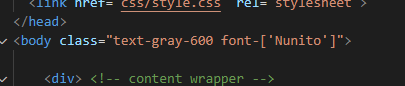 <link href="css/style.css" rel="stylesheet">
</head>
<body class="text-gray-600 font-['Nunito']">
<div> <!-- content wrapper -->